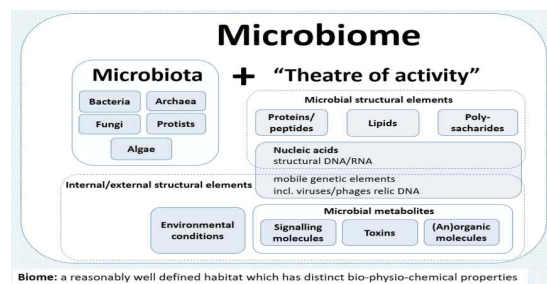 Microbiome
Microbiota + “Theatre of activity”
Microbial structural elements
Bacteria
Archaea
Fungi
Protists
Algae
Proteins/
peptides
Lipids
Poly-
sacharides
Nucleic acids
structural DNA/RNA
mobile genetic elements
incl. viruses/phages relic DNA
Internal/external structural elements
Environmental
conditions
Microbial metabolites
Signalling
molecules
Toxins
(An)organic
molecules
Biome: a reasonably well defined habitat which has distinct bio-physio-chemical properties